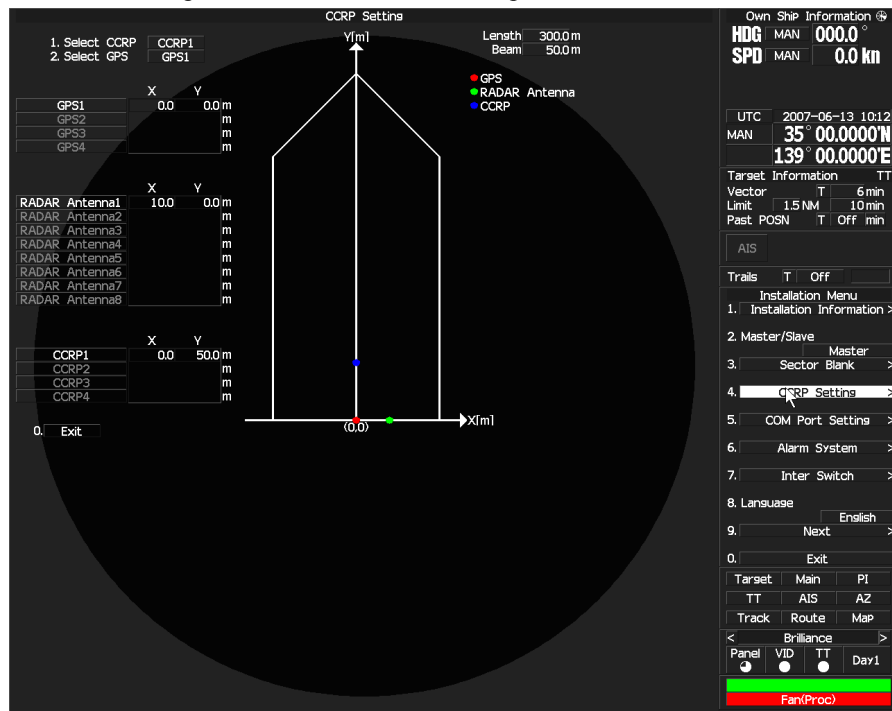 CCRP Setting
1. Select CCRP CCRP1
2. Select GPS GPS1
Y[m]
Length 300.0 m
Beam 50.0 m
GPS
RADAR Antenna
CCRP
X Y
GPS1 0.0 0.0 m
GPS2 m
GPS3 m
GPS4 m
X Y
RADAR Antenna1 10.0 0.0 m
RADAR Antenna2 m
RADAR Antenna3 m
RADAR Antenna4 m
RADAR Antenna5 m
RADAR Antenna6 m
RADAR Antenna7 m
RADAR Antenna8 m
X Y
CCRP1 0.0 50.0 m
CCRP2 m
CCRP3 m
CCRP4 m
0. Exit
(0,0)
X[m]
Own Ship Information
HDG MAN 000.0 °
SPD MAN 0.0 kn
UTC 2007-06-13 10:12
MAN 35° 00.0000'N
139° 00.0000'E
Target Information TT
Vector T 6 min
Limit 1.5 NM 10 min
Past POSN T Off min
AIS
Trails T Off
Installation Menu
1. Installation Information >
2. Master/Slave
Master
3. Sector Blank >
4. CCRP Setting >
5. COM Port Setting >
6. Alarm System >
7. Inter Switch >
8. Language
English
9. Next >
0. Exit
Target Main PI
TT AIS AZ
Track Route Map
< Brilliance >
Panel VID TT Day1
Fan(Proc)